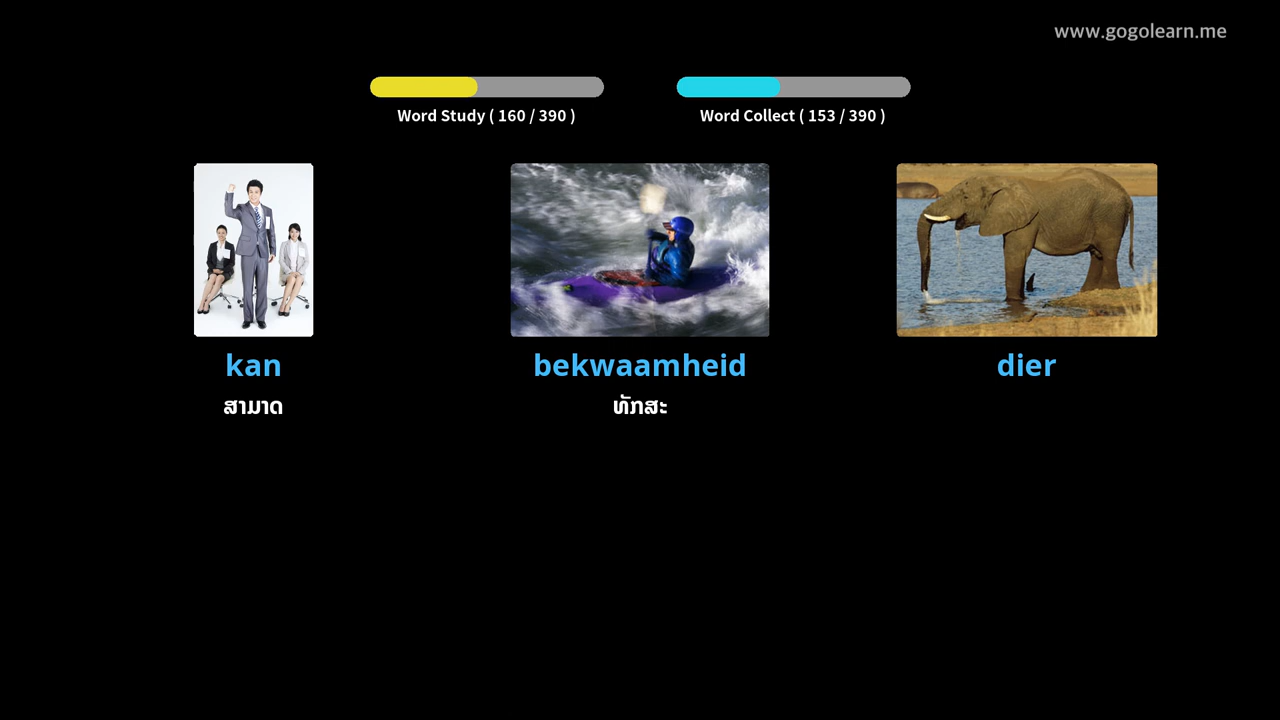 www.gogolearn.me
Word Study ( 160 / 390 )
Word Collect ( 153 / 390 )
kan
bekwaamheid
dier
ສາມາດ
ທັກສະ